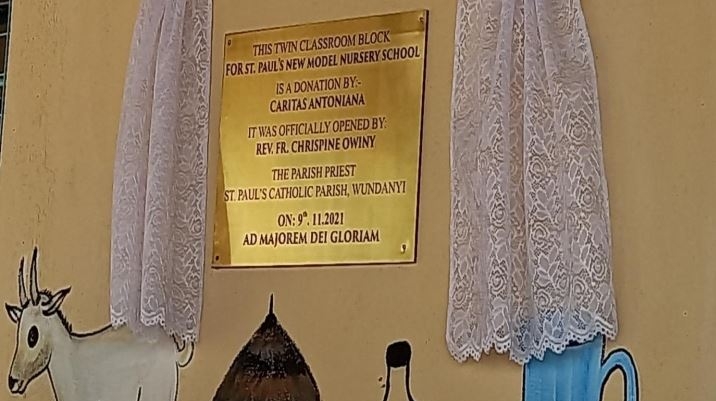 THIS TWIN CLASSROOM BLOCK
FOR ST. PAUL'S NEW MODEL NURSERY SCHOOL
IS A DONATION BY:-
CARITAS ANTONIANA
IT WAS OFFICIALLY OPENED BY:
REV. FR. CHRISPINE OWINY
THE PARISH PRIEST
ST. PAUL'S CATHOLIC PARISH, WUNDANYI
ON: 9th. 11.2021
AD MAJOREM DEI GLORIAM